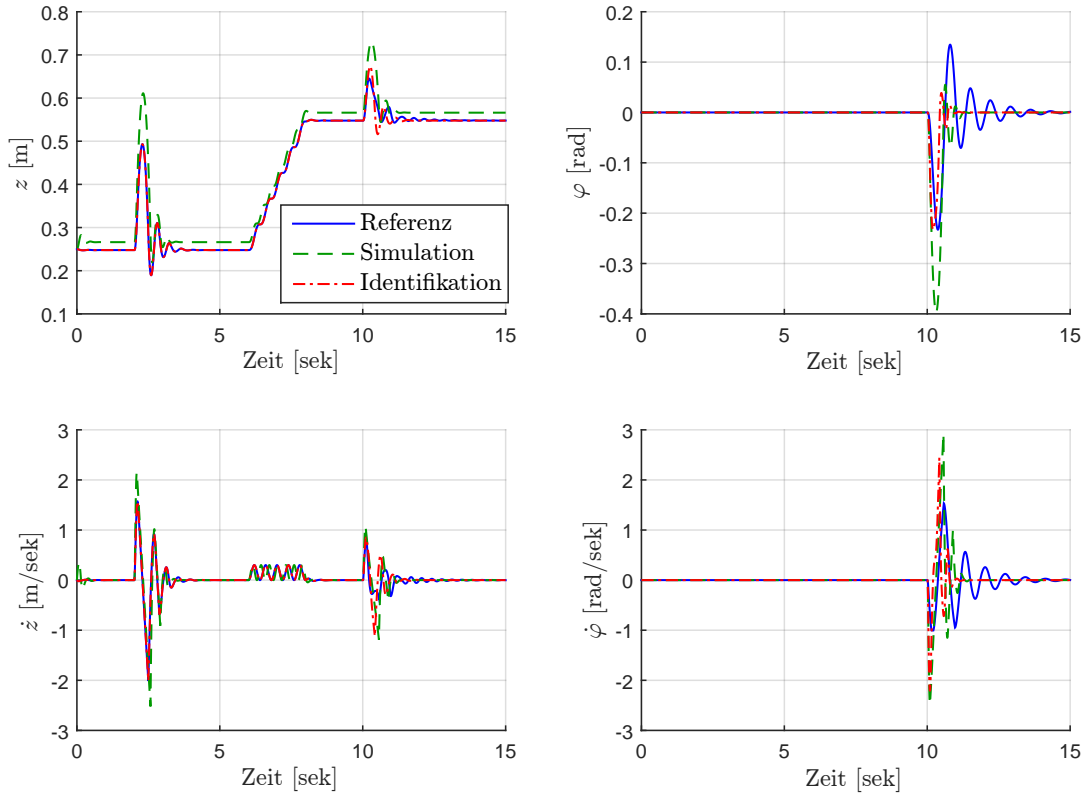 0.8
0.7
0.6
0.5
0.4
0.3
0.2
0.1
z [m]
0 5 10 15
Zeit [sek]
Referenz
Simulation
Identifikation
0.2
0.1
0
-0.1
-0.2
-0.3
-0.4
φ [rad]
0 5 10 15
Zeit [sek]
3
2
1
0
-1
-2
-3
ż [m/sek]
0 5 10 15
Zeit [sek]
3
2
1
0
-1
-2
-3
φ̇ [rad/sek]
0 5 10 15
Zeit [sek]